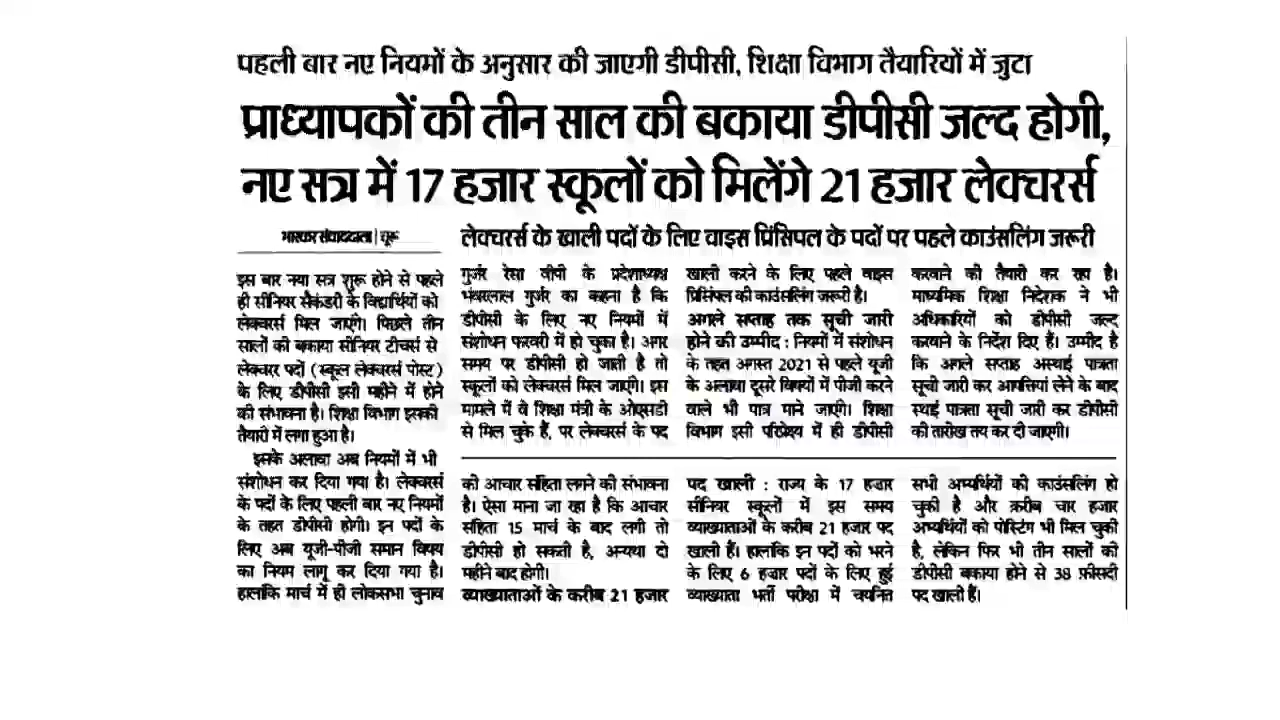 पहली बार नए नियमों के अनुसार की जाएगी डीपीसी, शिक्षा विभाग तैयारियों में जुटा
प्राध्यापकों की तीन साल की बकाया डीपीसी जल्द होगी,
नए सत्र में 17 हजार स्कूलों को मिलेंगे 21 हजार लेक्चरर्स
भास्कर संवाददाता | चूरू
इस बार नया सत्र शुरू होने से पहले
ही सीनियर सैकंडरी के विद्यार्थियों को
लेक्चरर्स मिल जाएंगे। पिछले तीन
सालों की बकाया सीनियर टीचर्स से
लेक्चरर पदों (स्कूल लेक्चरर्स पोस्ट)
के लिए डीपीसी इसी महीने में होने
की संभावना है। शिक्षा विभाग इसकी
तैयारी में लगा हुआ है।
इसके अलावा अब नियमों में भी
संशोधन कर दिया गया है। लेक्चरर्स
के पदों के लिए पहली बार नए नियमों
के तहत डीपीसी होगी। इन पदों के
लिए अब यूजी-पीजी समान विषय
का नियम लागू कर दिया गया है।
हालांकि मार्च में ही लोकसभा चुनाव
की आचार संहिता लगने की संभावना
है। ऐसा माना जा रहा है कि आचार
संहिता 15 मार्च के बाद लगी तो
डीपीसी हो सकती है, अन्यथा दो
महीने बाद होगी।
व्याख्याताओं के करीब 21 हजार
पद खाली : राज्य के 17 हजार
सीनियर स्कूलों में इस समय
व्याख्याताओं के करीब 21 हजार पद
खाली हैं। हालांकि इन पदों को भरने
के लिए 6 हजार पदों के लिए हुई
व्याख्याता भर्ती परीक्षा में चयनित
सभी अभ्यर्थियों की काउंसलिंग हो
चुकी है और क़रीब चार हजार
अभ्यर्थियों को पोस्टिंग भी मिल चुकी
है, लेकिन फिर भी तीन सालों की
डीपीसी बकाया होने से 38 फ़ीसदी
पद खाली हैं।
लेक्चरर्स के खाली पदों के लिए वाइस प्रिंसिपल के पदों पर पहले काउंसलिंग जरूरी
गुर्जर रेसा वीपी के प्रदेशाध्यक्ष
भंवरलाल गुर्जर का कहना है कि
डीपीसी के लिए नए नियमों में
संशोधन फरवरी में हो चुका है। अगर
समय पर डीपीसी हो जाती है तो
स्कूलों को लेक्चरर्स मिल जाएंगे। इस
मामले में वे शिक्षा मंत्री के ओएसडी
से मिल चुके हैं, पर लेक्चरर्स के पद
खाली करने के लिए पहले वाइस
प्रिंसिपल की काउंसलिंग जरूरी है।
अगले सप्ताह तक सूची जारी
होने की उम्मीद : नियमों में संशोधन
के तहत अगस्त 2021 से पहले यूजी
के अलावा दूसरे विषयों में पीजी करने
वाले भी पात्र माने जाएंगे। शिक्षा
विभाग इसी परिप्रेक्ष्य में ही डीपीसी
करवाने की तैयारी कर रहा है।
माध्यमिक शिक्षा निदेशक ने भी
अधिकारियों को डीपीसी जल्द
करवाने के निर्देश दिए हैं। उम्मीद है
कि अगले सप्ताह अस्थाई पात्रता
सूची जारी कर आपत्तियां लेने के बाद
स्थाई पात्रता सूची जारी कर डीपीसी
की तारीख तय कर दी जाएगी।